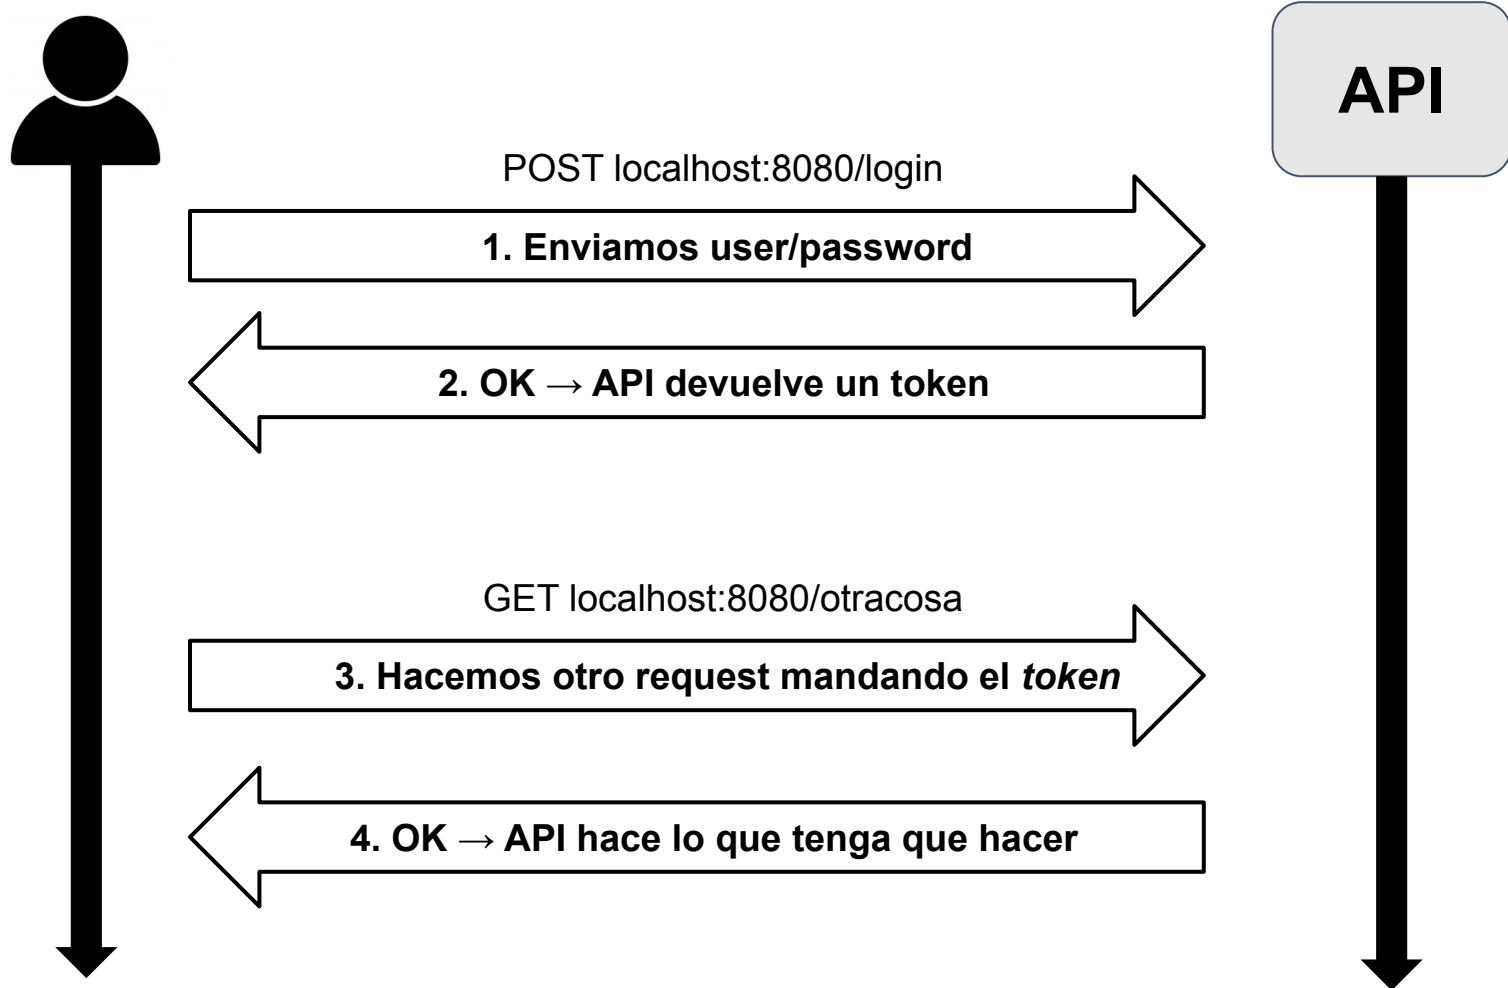 API
POST localhost:8080/login
1. Enviamos user/password
2. OK → API devuelve un token
GET localhost:8080/otracosa
3. Hacemos otro request mandando el token
4. OK → API hace lo que tenga que hacer